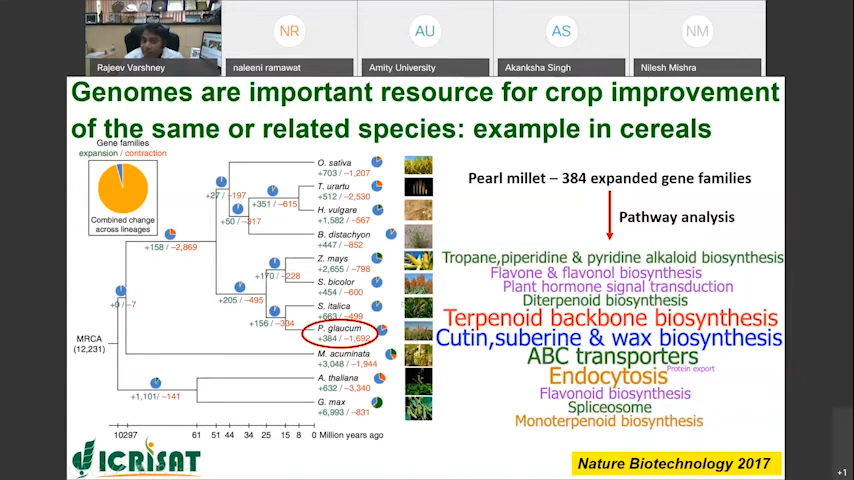 NR
AU
AS
NM
Rajeev Varshney
naleeni ramawat
Amity University
Akanksha Singh
Nilesh Mishra
Genomes are important resource for crop improvement
of the same or related species: example in cereals
Gene families
expansion / contraction
Combined change
across lineages
O. sativa
+703 / −1,207
T. urartu
+512 / −2,530
H. vulgare
+1,582 / −567
B. distachyon
+447 / −852
Z. mays
+2,655 / −798
S. bicolor
+454 / −600
S. italica
+663/ −499
P. glaucum
+384 / −1,692
M. acuminata
+3,048 / −1,944
A. thaliana
+632 / −3,340
G. max
+6,993 / −831
+27 / −197
+351 / −615
+50 / −317
+158 / −2,869
+170 / −228
+205 / −495
+156 / −334
+0 / −7
MRCA
(12,231)
+1,101/ −141
10297 61 51 44 34 25 15 8 0 Million years ago
Pearl millet – 384 expanded gene families
Pathway analysis
Tropane,piperidine & pyridine alkaloid biosynthesis
Flavone & flavonol biosynthesis
Plant hormone signal transduction
Diterpenoid biosynthesis
Terpenoid backbone biosynthesis
Cutin,suberine & wax biosynthesis
ABC transporters
Endocytosis Protein export
Flavonoid biosynthesis
Spliceosome
Monoterpenoid biosynthesis
ICRISAT
Nature Biotechnology 2017
+1